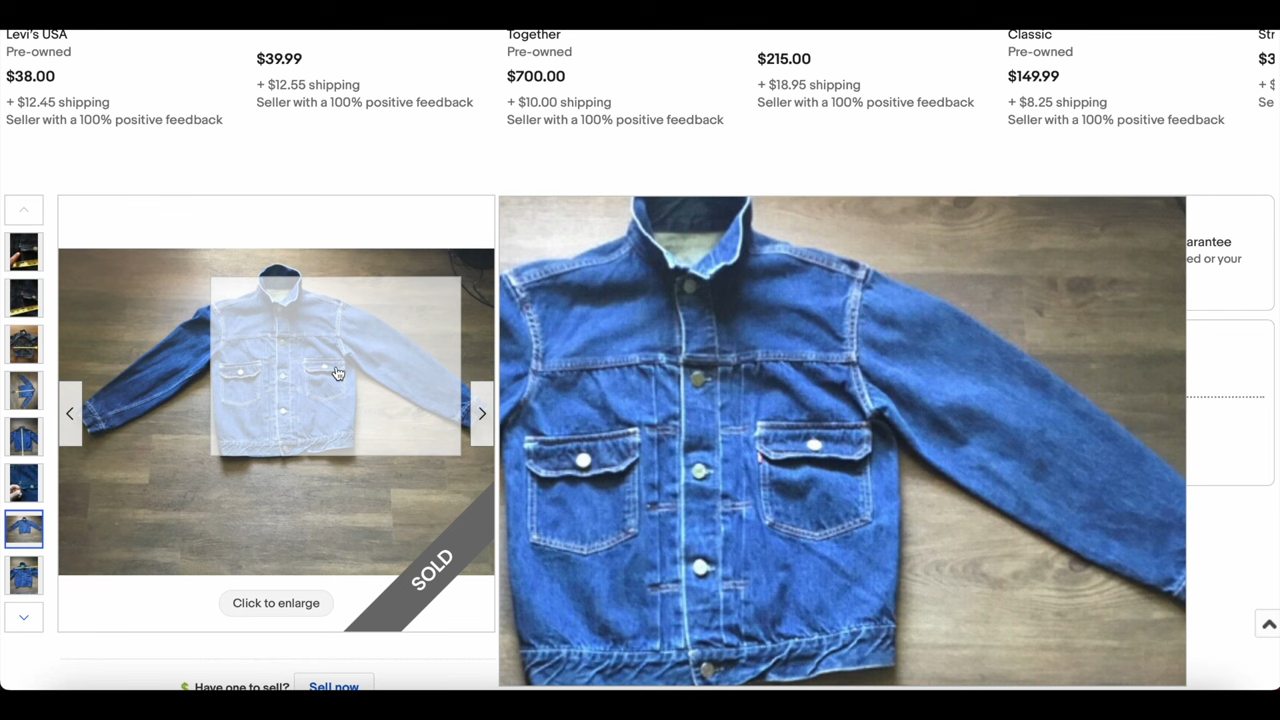 Levi's USA
Pre-owned
$38.00
+ $12.45 shipping
Seller with a 100% positive feedback
$39.99
+ $12.55 shipping
Seller with a 100% positive feedback
Together
Pre-owned
$700.00
+ $10.00 shipping
Seller with a 100% positive feedback
$215.00
+ $18.95 shipping
Seller with a 100% positive feedback
Classic
Pre-owned
$149.99
+ $8.25 shipping
Seller with a 100% positive feedback
Str
$3
+ $
Se
arantee
ed or your
SOLD
Click to enlarge
Have one to sell? Sell now